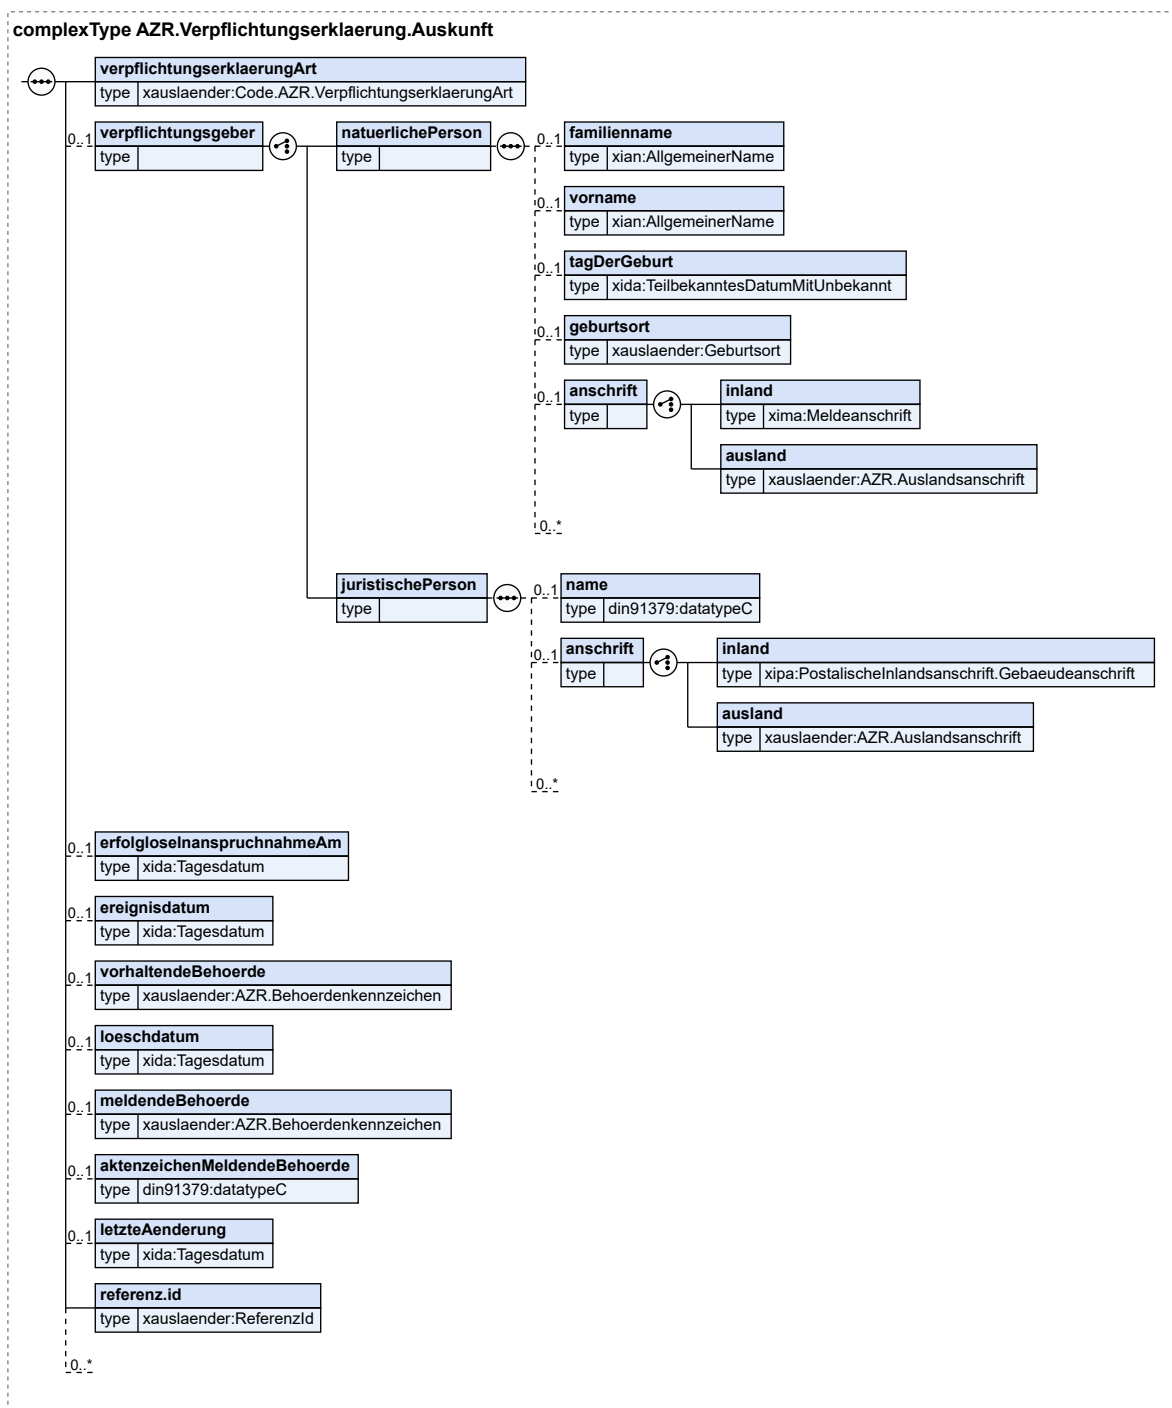 complexType AZR.Verpflichtungserklaerung.Auskunft
verpflichtungserklaerungArt
type xauslaender:Code.AZR.VerpflichtungserklaerungArt
0..1 verpflichtungsgeber
type
natuerlichePerson
type
0..1 familienname
type xian:AllgemeinerName
0..1 vorname
type xian:AllgemeinerName
0..1 tagDerGeburt
type xida:TeilbekanntesDatumMitUnbekannt
0..1 geburtsort
type xauslaender:Geburtsort
0..1 anschrift
type
inland
type xima:Meldeanschrift
ausland
type xauslaender:AZR.Auslandsanschrift
0..*
juristischePerson
type
0..1 name
type din91379:datatypeC
0..1 anschrift
type
inland
type xipa:PostalischeInlandsanschrift.Gebaeudeanschrift
ausland
type xauslaender:AZR.Auslandsanschrift
0..*
0..1 erfolgloseInanspruchnahmeAm
type xida:Tagesdatum
0..1 ereignisdatum
type xida:Tagesdatum
0..1 vorhaltendeBehoerde
type xauslaender:AZR.Behoerdenkennzeichen
0..1 loeschdatum
type xida:Tagesdatum
0..1 meldendeBehoerde
type xauslaender:AZR.Behoerdenkennzeichen
0..1 aktenzeichenMeldendeBehoerde
type din91379:datatypeC
0..1 letzteAenderung
type xida:Tagesdatum
referenz.id
type xauslaender:ReferenzId
0..*